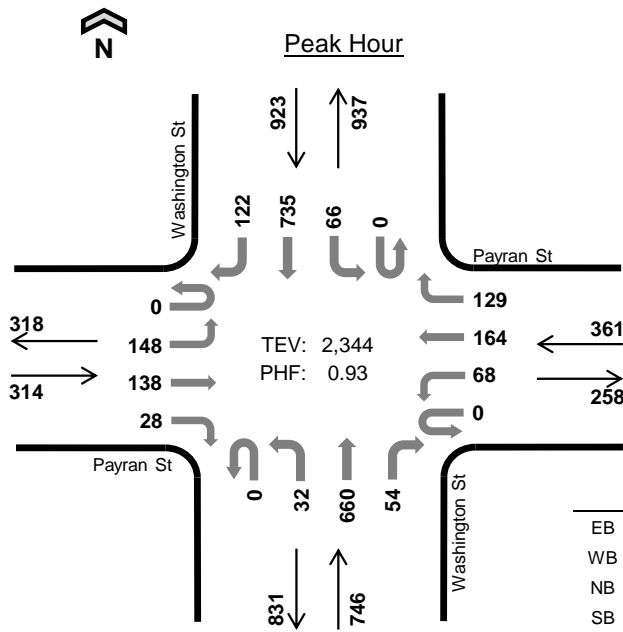 N
Peak Hour
923
937
Washington St
122
735
66
0
Payran St
0
129
318
148
TEV: 2,344
164
361
314
138
PHF: 0.93
68
258
28
0
Payran St
0
32
660
54
Washington St
831
746
EB
WB
NB
SB